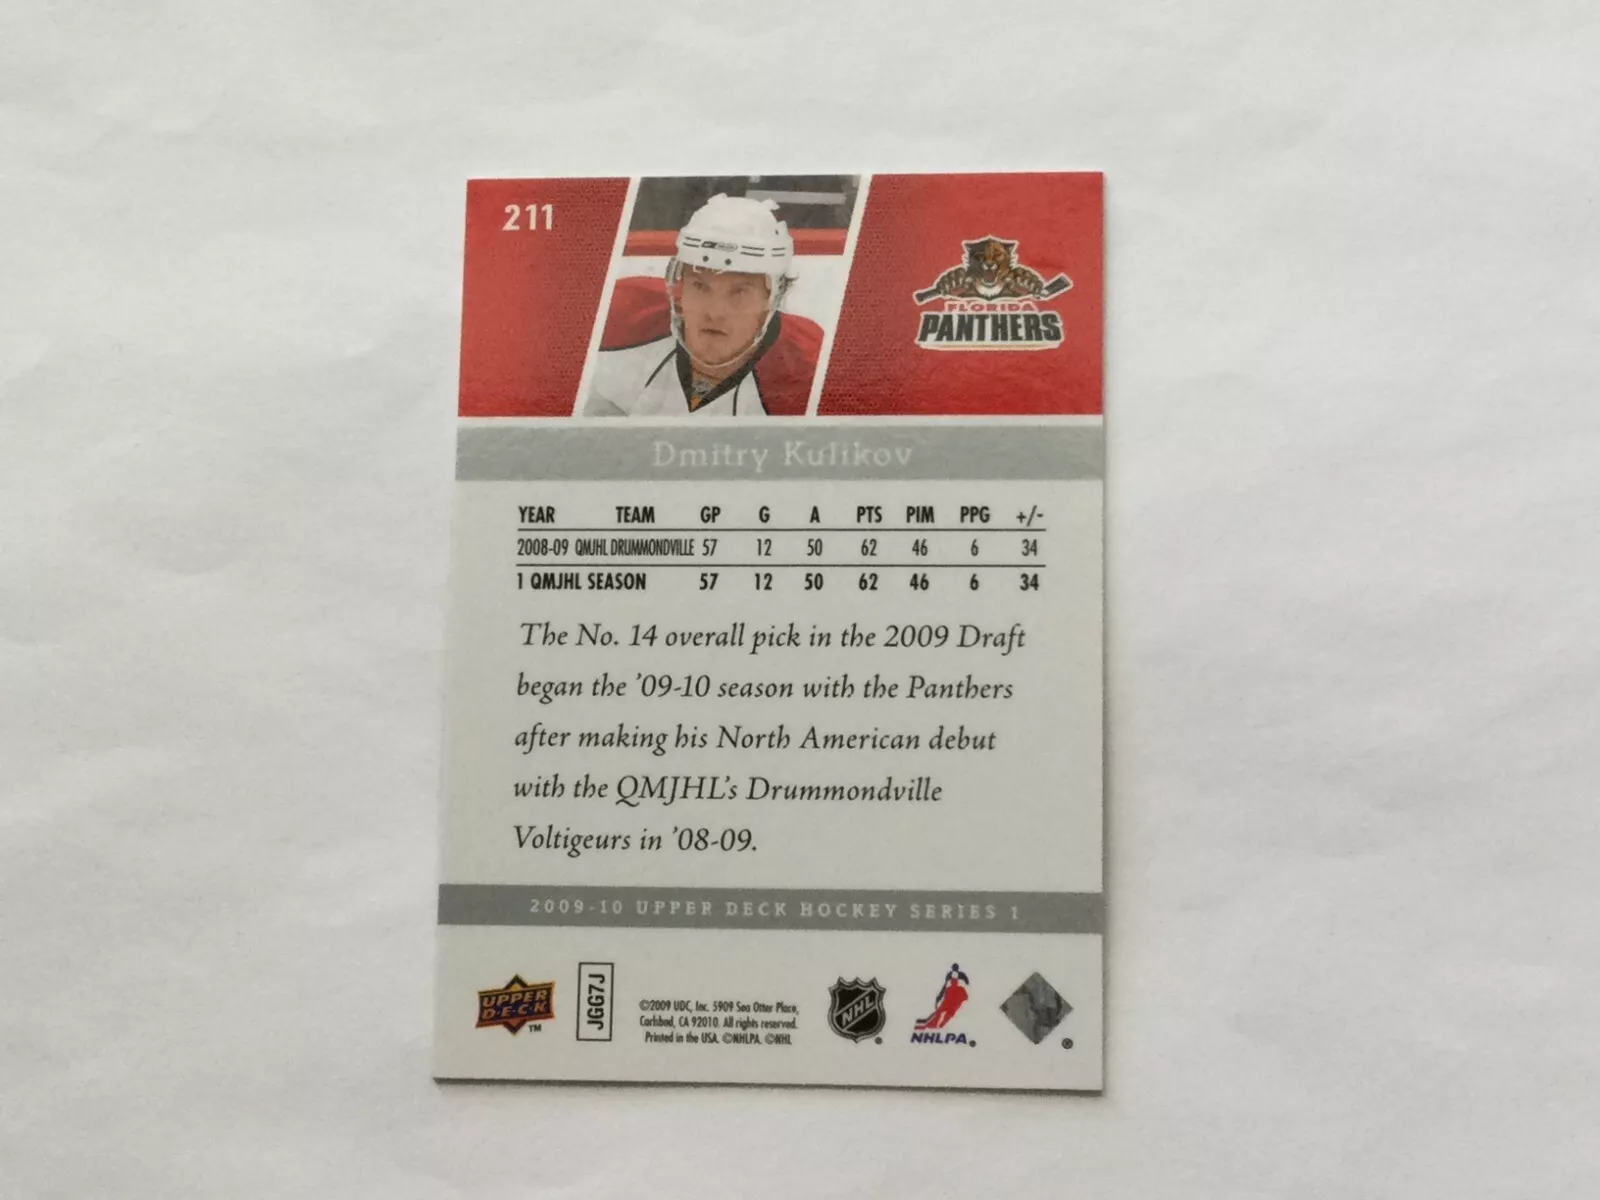 211
FLORIDA
PANTHERS
Dmitry Kulikov
YEAR TEAM GP G A PTS PIM PPG +/-
2008-09 QMJHL DRUMMONDVILLE 57 12 50 62 46 6 34
1 QMJHL SEASON 57 12 50 62 46 6 34
The No. 14 overall pick in the 2009 Draft
began the '09-10 season with the Panthers
after making his North American debut
with the QMJHL's Drummondville
Voltigeurs in '08-09.
2009-10 UPPER DECK HOCKEY SERIES 1
UPPER
DECK
TM
JGG7J
©2009 UDC, Inc. 5909 Sea Otter Place,
Carlsbad, CA 92010. All rights reserved.
Printed in the USA. ©NHLPA. ©NHL
NHL
®
NHLPA®
®